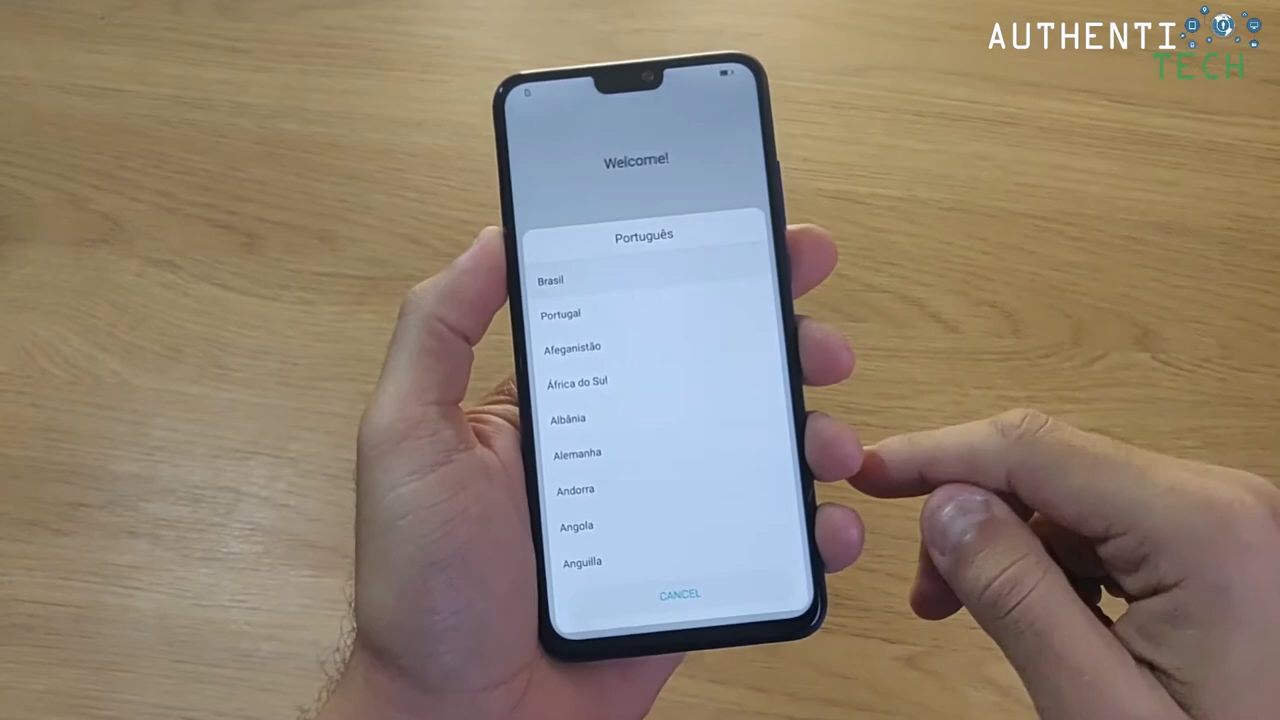 AUTHENTI
TECH
Welcome!
Português
Brasil
Portugal
Afeganistão
África do Sul
Albânia
Alemanha
Andorra
Angola
Anguilla
CANCEL